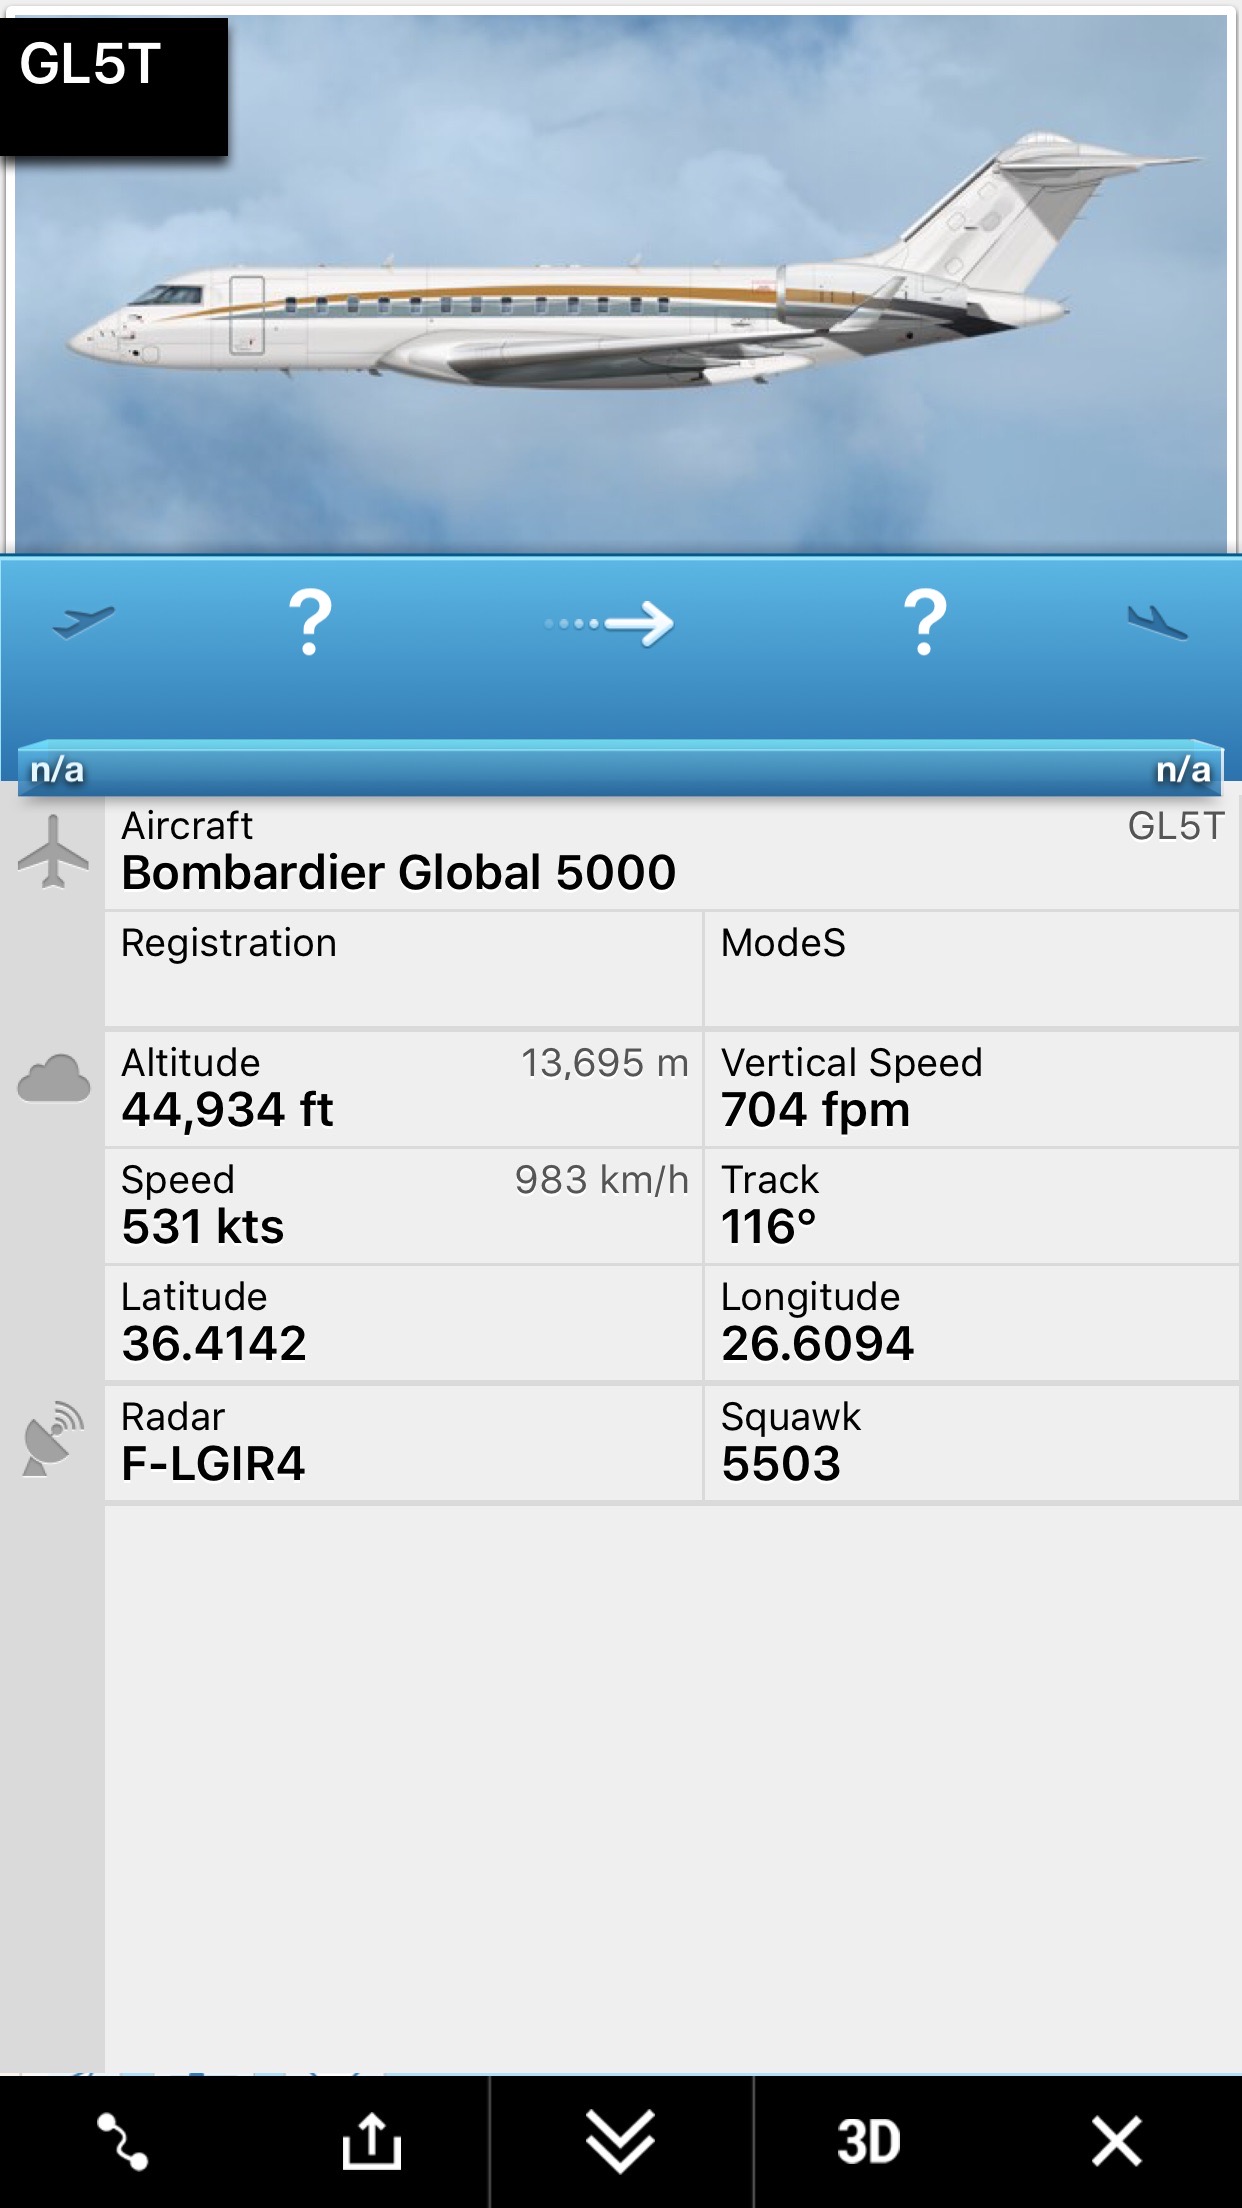 GL5T
? ?
n/a n/a
Aircraft GL5T
Bombardier Global 5000
Registration ModeS
Altitude 13,695 m Vertical Speed
44,934 ft 704 fpm
Speed 983 km/h Track
531 kts 116°
Latitude Longitude
36.4142 26.6094
Radar Squawk
F-LGIR4 5503
3D